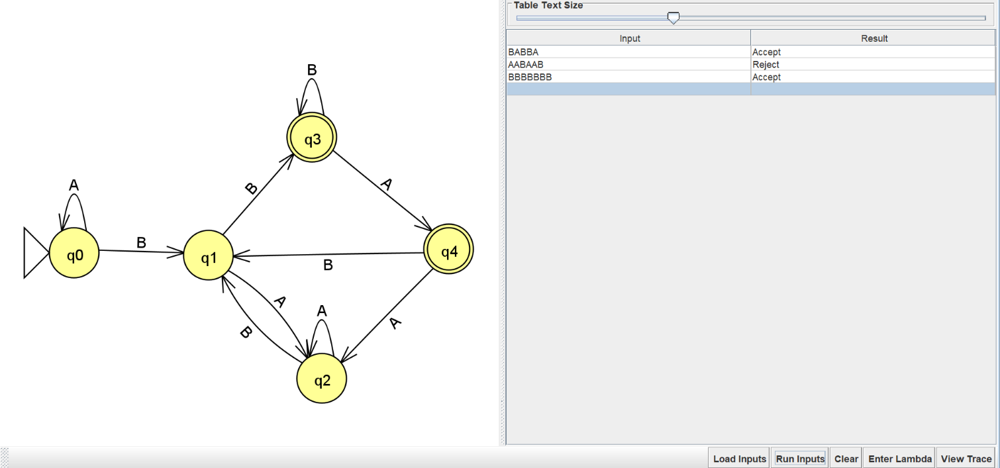 Table Text Size
Input Result
BABBA Accept
AABAAB Reject
BBBBBBB Accept
B
q3
A
B
A
B
q0
q1
q4
B
A
A
B
A
q2
Load Inputs Run Inputs Clear Enter Lambda View Trace